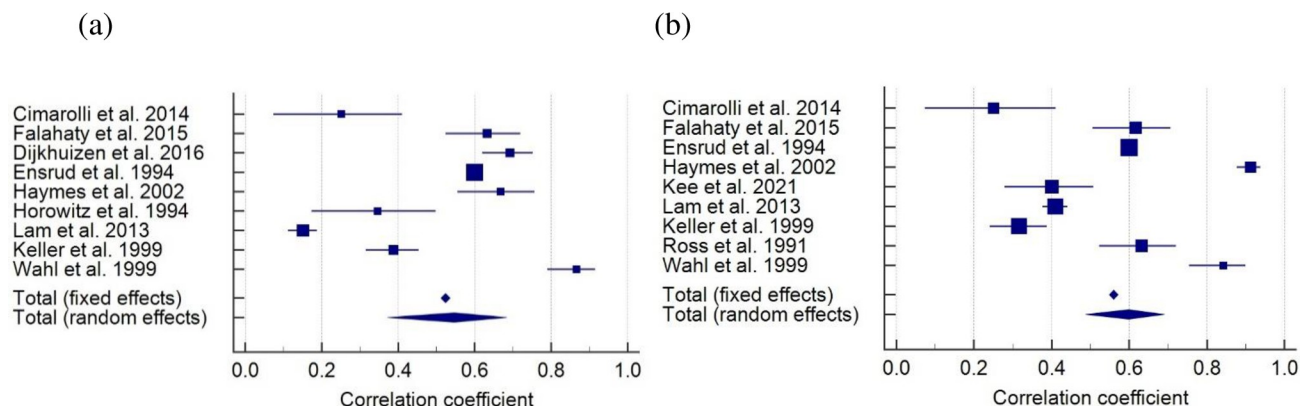 (a)
Cimarolli et al. 2014
Falahaty et al. 2015
Dijkhuizen et al. 2016
Ensrud et al. 1994
Haymes et al. 2002
Horowitz et al. 1994
Lam et al. 2013
Keller et al. 1999
Wahl et al. 1999
Total (fixed effects)
Total (random effects)
0.0 0.2 0.4 0.6 0.8 1.0
Correlation coefficient
(b)
Cimarolli et al. 2014
Falahaty et al. 2015
Ensrud et al. 1994
Haymes et al. 2002
Kee et al. 2021
Lam et al. 2013
Keller et al. 1999
Ross et al. 1991
Wahl et al. 1999
Total (fixed effects)
Total (random effects)
0.0 0.2 0.4 0.6 0.8 1.0
Correlation coefficient